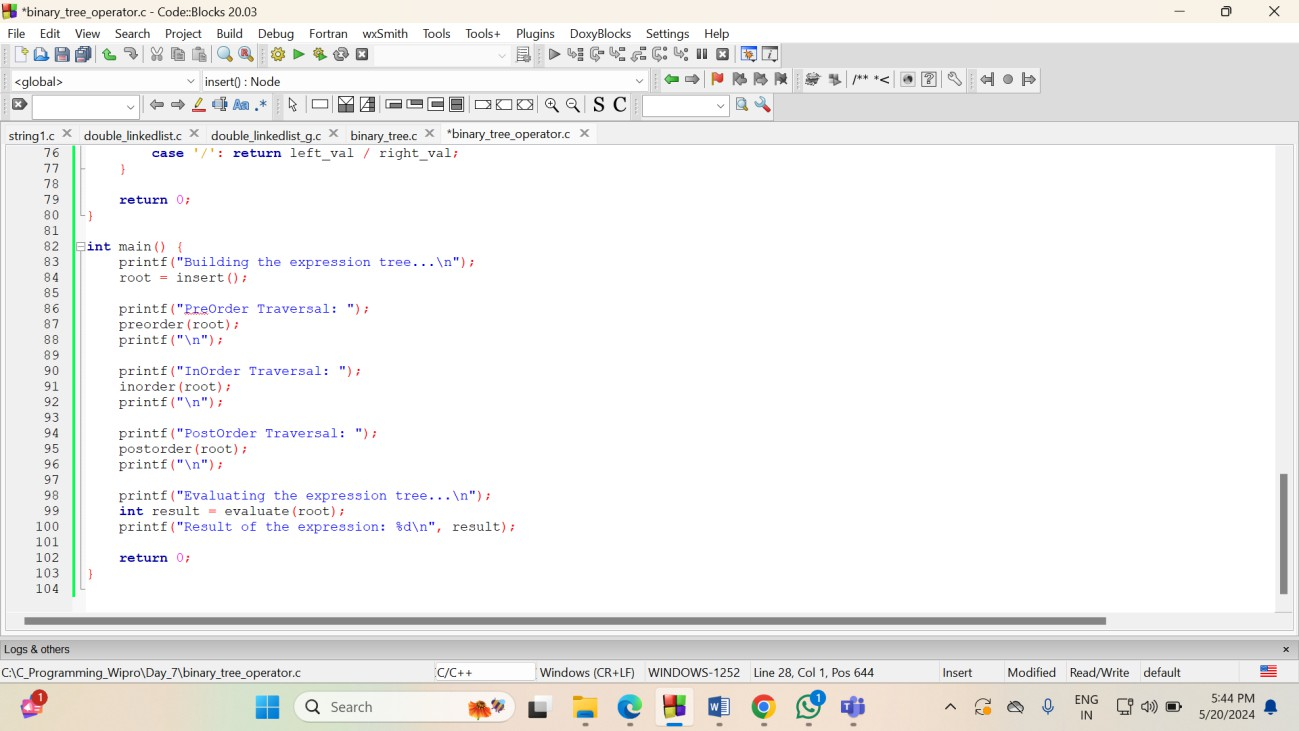 *binary_tree_operator.c - Code::Blocks 20.03
File Edit View Search Project Build Debug Fortran wxSmith Tools Tools+ Plugins DoxyBlocks Settings Help
<global> insert() : Node /** *<
Aa .* S C
string1.c double_linkedlist.c double_linkedlist_g.c binary_tree.c *binary_tree_operator.c
76 case '/': return left_val / right_val;
77 }
78
79 return 0;
80 }
81
82 int main() {
83 printf("Building the expression tree...\n");
84 root = insert();
85
86 printf("PreOrder Traversal: ");
87 preorder(root);
88 printf("\n");
89
90 printf("InOrder Traversal: ");
91 inorder(root);
92 printf("\n");
93
94 printf("PostOrder Traversal: ");
95 postorder(root);
96 printf("\n");
97
98 printf("Evaluating the expression tree...\n");
99 int result = evaluate(root);
100 printf("Result of the expression: %d\n", result);
101
102 return 0;
103 }
104
Logs & others
C:\C_Programming_Wipro\Day_7\binary_tree_operator.c C/C++ Windows (CR+LF) WINDOWS-1252 Line 28, Col 1, Pos 644 Insert Modified Read/Write default
1 Search 1 ENG 5:44 PM
IN 5/20/2024